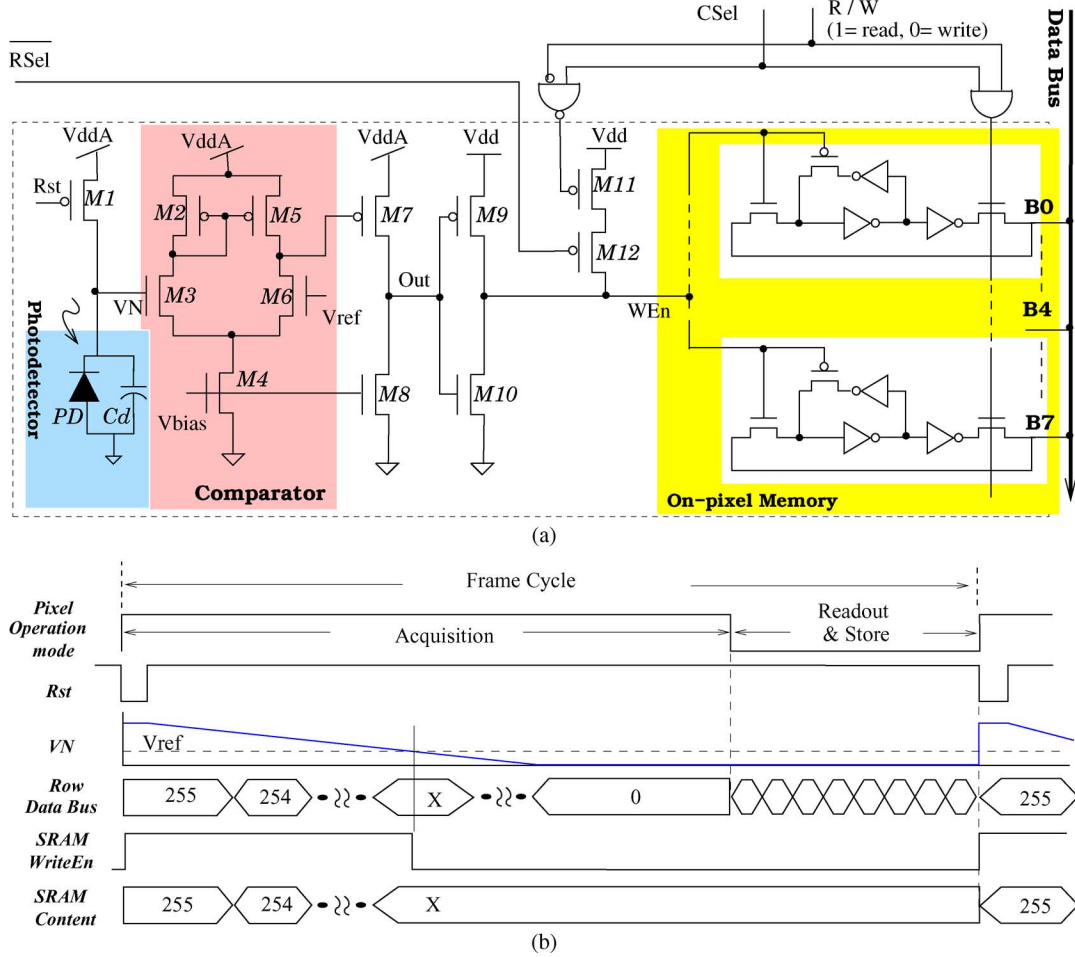 CSel
R / W
(1= read, 0= write)
Data Bus
RSel
VddA
VddA
VddA
Vdd
Vdd
Rst
M1
M2
M5
M7
M9
M11
M12
B0
Out
VN
M3
M6
Vref
WEn
B4
Photodetector
PD
Cd
Vbias
M4
M8
M10
B7
Comparator
On-pixel Memory
(a)
Frame Cycle
Pixel
Operation
mode
Acquisition
Readout
& Store
Rst
VN
Vref
Row
Data Bus
255
254
X
0
255
SRAM
WriteEn
SRAM
Content
255
254
X
255
(b)